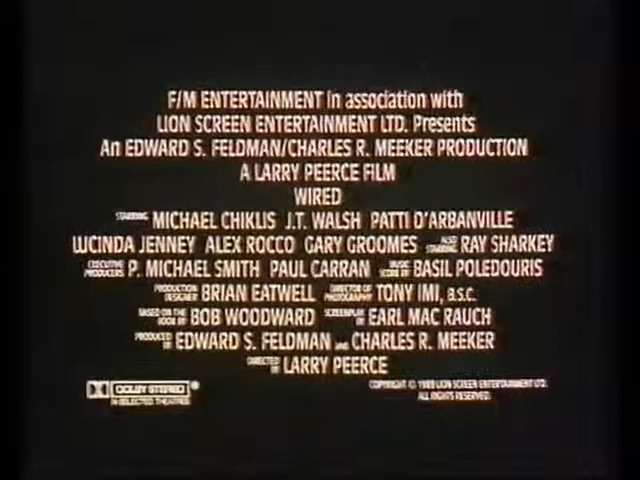 F/M ENTERTAINMENT in association with
LION SCREEN ENTERTAINMENT LTD. Presents
An EDWARD S. FELDMAN/CHARLES R. MEEKER PRODUCTION
A LARRY PEERCE FILM
WIRED
STARRING MICHAEL CHIKLIS J.T. WALSH PATTI D'ARBANVILLE
LUCINDA JENNEY ALEX ROCCO GARY GROOMES ALSO STARRING RAY SHARKEY
EXECUTIVE PRODUCERS P. MICHAEL SMITH PAUL CARRAN MUSIC SCORE BY BASIL POLEDOURIS
PRODUCTION DESIGNER BRIAN EATWELL DIRECTOR OF PHOTOGRAPHY TONY IMI, B.S.C.
BASED ON THE BOOK BY BOB WOODWARD SCREENPLAY BY EARL MAC RAUCH
PRODUCED BY EDWARD S. FELDMAN AND CHARLES R. MEEKER
DIRECTED BY LARRY PEERCE
DOLBY STEREO ®
IN SELECTED THEATRES
COPYRIGHT © 1989 LION SCREEN ENTERTAINMENT LTD.
ALL RIGHTS RESERVED.